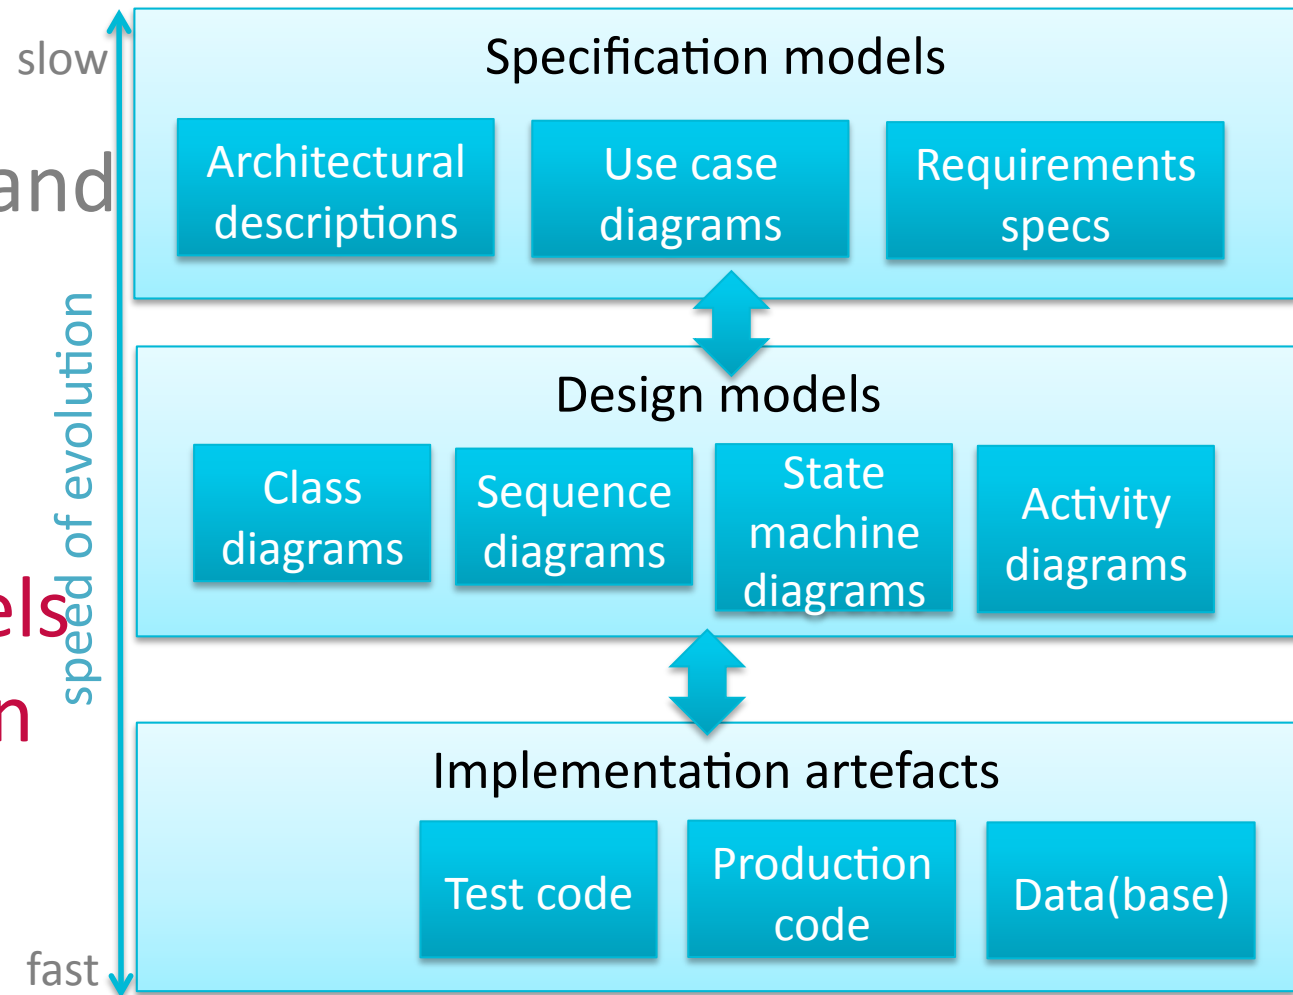 slow
and
speed of evolution
els
n
fast
Specification models
Architectural
descriptions
Use case
diagrams
Requirements
specs
Design models
Class
diagrams
Sequence
diagrams
State
machine
diagrams
Activity
diagrams
Implementation artefacts
Test code
Production
code
Data(base)